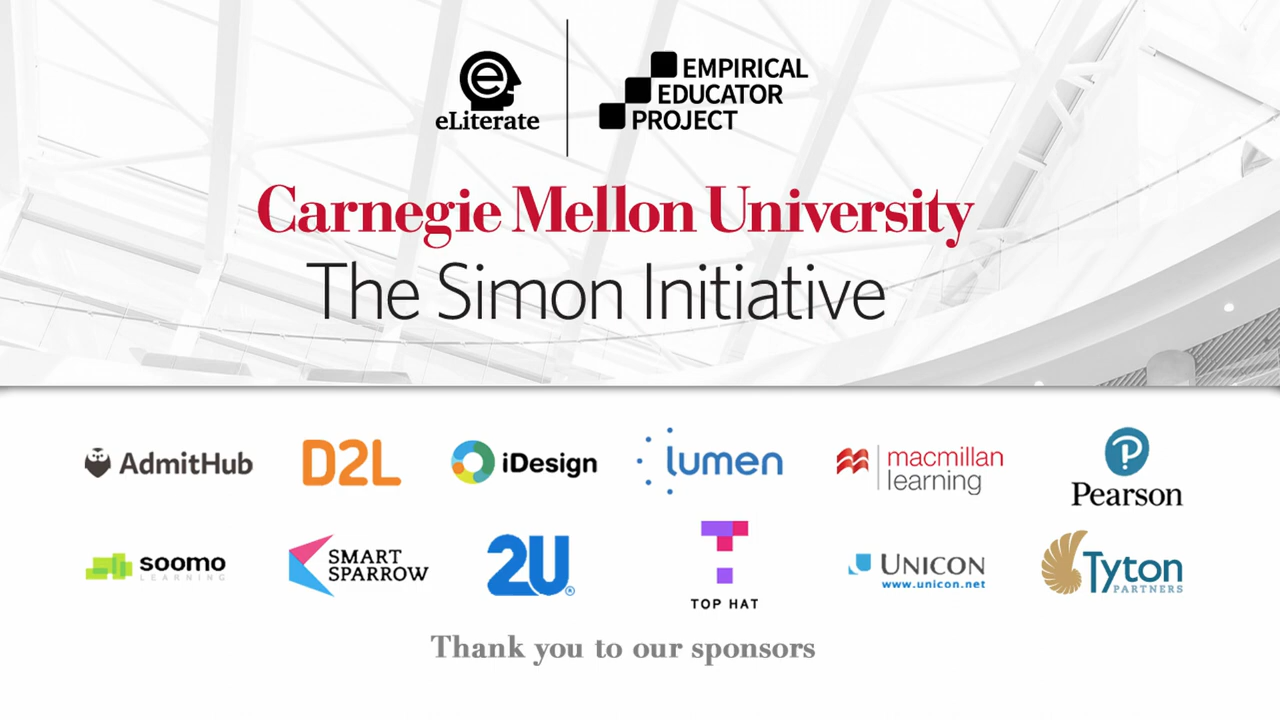 e
eLiterate
EMPIRICAL
EDUCATOR
PROJECT
Carnegie Mellon University
The Simon Initiative
AdmitHub
D2L
iDesign
lumen
macmillan
learning
P
Pearson
soomo
LEARNING
SMART
SPARROW
2U®
T
TOP HAT
UNICON
www.unicon.net
Tyton
PARTNERS
Thank you to our sponsors